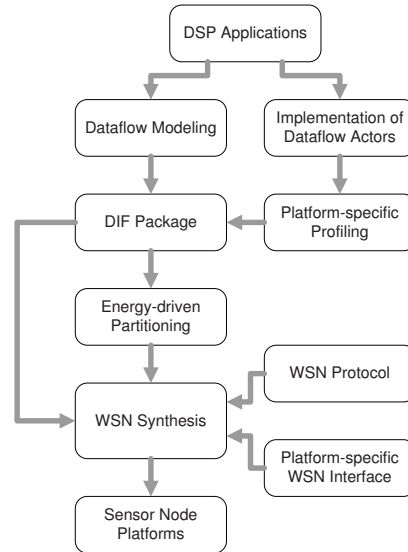 DSP Applications
Dataflow Modeling
Implementation of
Dataflow Actors
DIF Package
Platform-specific
Profiling
Energy-driven
Partitioning
WSN Protocol
WSN Synthesis
Platform-specific
WSN Interface
Sensor Node
Platforms